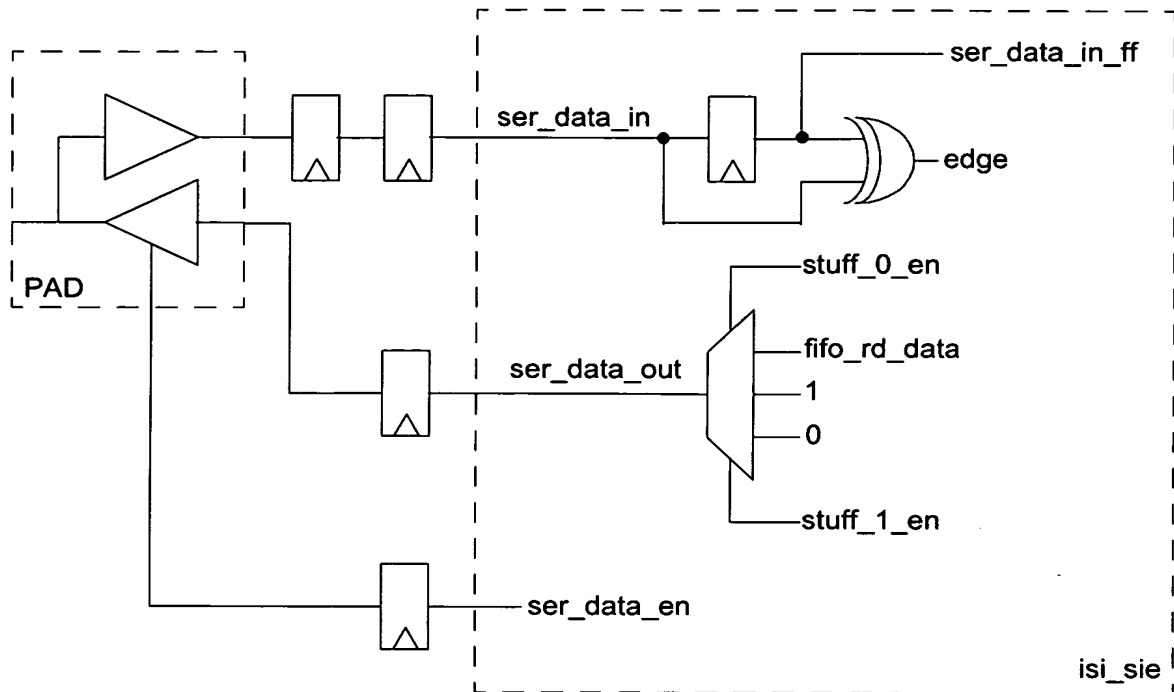 ser_data_in_ff
ser_data_in
edge
PAD
stuff_0_en
fifo_rd_data
ser_data_out
1
0
stuff_1_en
ser_data_en
isi_sie